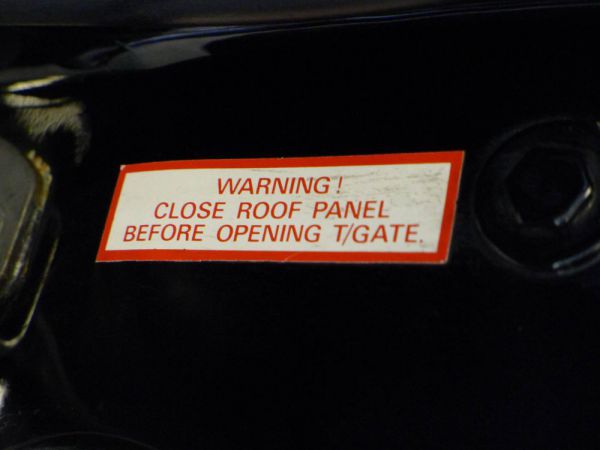 WARNING!
CLOSE ROOF PANEL
BEFORE OPENING T/GATE.